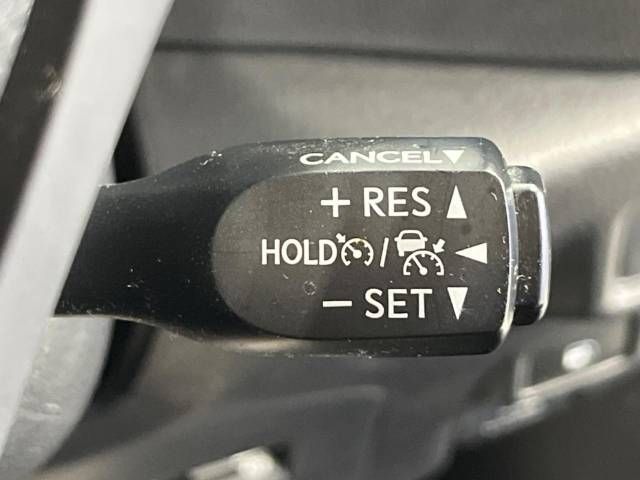 CANCEL▼
+ RES ▲
HOLD / ◀
− SET ▼